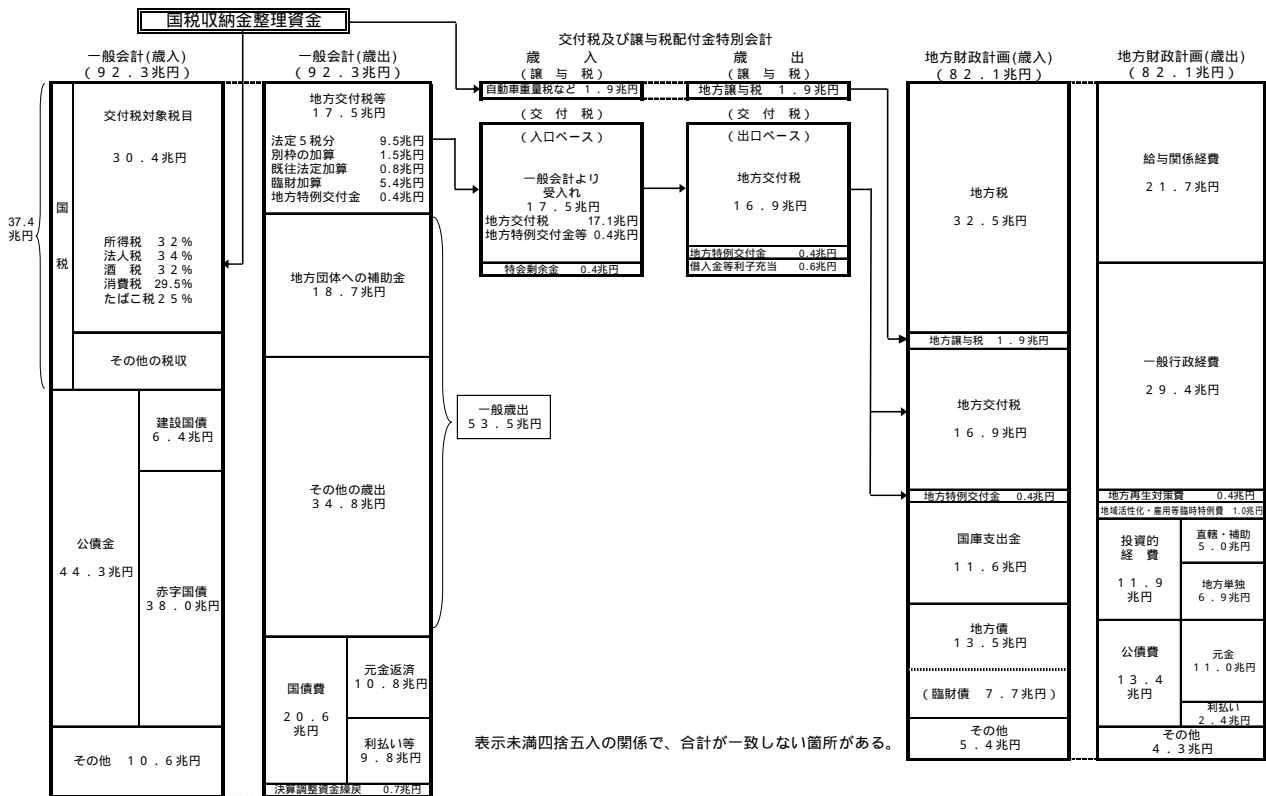 国税収納金整理資金
一般会計(歳入)
(９２.３兆円)
37.4
兆円
国
税
交付税対象税目
３０.４兆円
所得税 ３２%
法人税 ３４%
酒 税 ３２%
消費税 29.5%
たばこ税２５%
その他の税収
公債金
４４.３兆円
建設国債
６.４兆円
赤字国債
３８.０兆円
その他 １０.６兆円
一般会計(歳出)
(９２.３兆円)
地方交付税等
１７.５兆円
法定５税分 9.5兆円
別枠の加算 1.5兆円
既往法定加算 0.8兆円
臨財加算 5.4兆円
地方特例交付金 0.4兆円
地方団体への補助金
１８.７兆円
その他の歳出
３４.８兆円
一般歳出
５３.５兆円
国債費
２０.６
兆円
元金返済
１０.８兆円
利払い等
９.８兆円
決算調整資金繰戻 0.7兆円
交付税及び譲与税配付金特別会計
歳 入
(譲 与 税)
自動車重量税など １.９兆円
(交 付 税)
(入口ベース)
一般会計より
受入れ
１７.５兆円
地方交付税 17.1兆円
地方特例交付金等 0.4兆円
特会剰余金 0.4兆円
歳 出
(譲 与 税)
地方譲与税 １.９兆円
(交 付 税)
(出口ベース)
地方交付税
１６.９兆円
地方特例交付金 0.4兆円
借入金等利子充当 0.6兆円
地方財政計画(歳入)
(８２.１兆円)
地方税
３２.５兆円
地方譲与税 １.９兆円
地方交付税
１６.９兆円
地方特例交付金 0.4兆円
国庫支出金
１１.６兆円
地方債
１３.５兆円
(臨財債 ７.７兆円)
その他
５.４兆円
地方財政計画(歳出)
(８２.１兆円)
給与関係経費
２１.７兆円
一般行政経費
２９.４兆円
地方再生対策費 0.4兆円
地域活性化・雇用等臨時特例費 1.0兆円
投資的
経 費
１１.９
兆円
直轄・補助
５.０兆円
地方単独
６.９兆円
公債費
１３.４
兆円
元金
１１.０兆円
利払い
２.４兆円
その他
４.３兆円
表示未満四捨五入の関係で、合計が一致しない箇所がある。